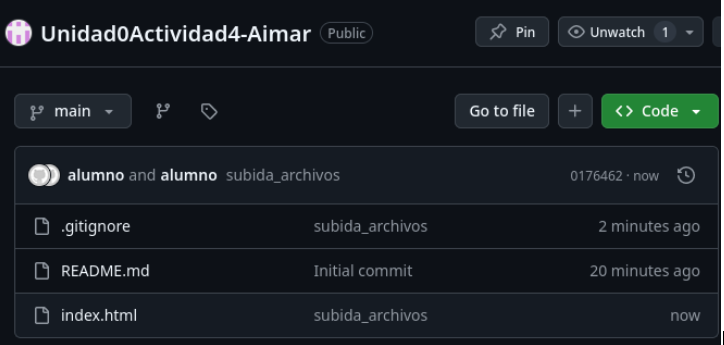 Unidad0Actividad4-Aimar Public Pin Unwatch 1
main Go to file + Code
alumno and alumno subida_archivos 0176462 · now
.gitignore subida_archivos 2 minutes ago
README.md Initial commit 20 minutes ago
index.html subida_archivos now